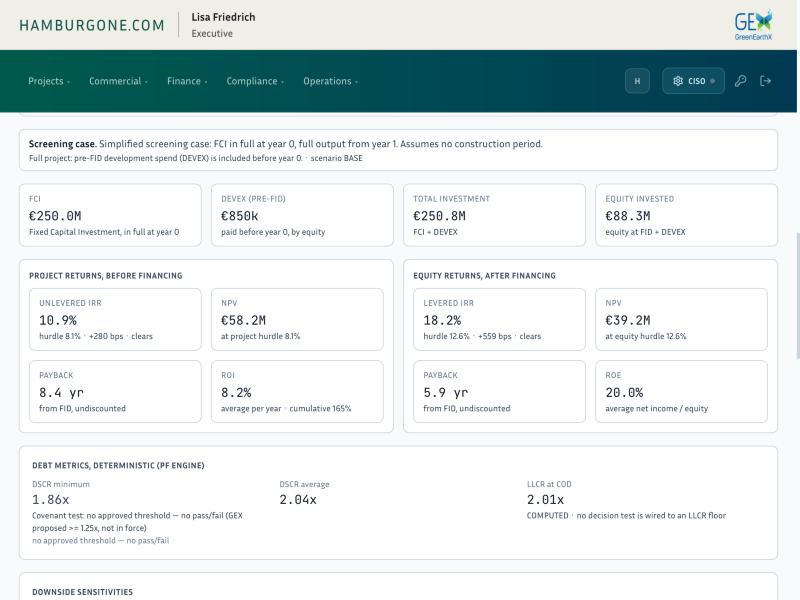 HAMBURGONE.COM
Lisa Friedrich
Executive
GEX
GreenEarthX
Projects
Commercial
Finance
Compliance
Operations
H
CISO
Screening case. Simplified screening case: FCI in full at year 0, full output from year 1. Assumes no construction period.
Full project: pre-FID development spend (DEVEX) is included before year 0. · scenario BASE
FCI
€250.0M
Fixed Capital Investment, in full at year 0
DEVEX (PRE-FID)
€850k
paid before year 0, by equity
TOTAL INVESTMENT
€250.8M
FCI + DEVEX
EQUITY INVESTED
€88.3M
equity at FID + DEVEX
PROJECT RETURNS, BEFORE FINANCING
UNLEVERED IRR
10.9%
hurdle 8.1% · +280 bps · clears
NPV
€58.2M
at project hurdle 8.1%
PAYBACK
8.4 yr
from FID, undiscounted
ROI
8.2%
average per year · cumulative 165%
EQUITY RETURNS, AFTER FINANCING
LEVERED IRR
18.2%
hurdle 12.6% · +559 bps · clears
NPV
€39.2M
at equity hurdle 12.6%
PAYBACK
5.9 yr
from FID, undiscounted
ROE
20.0%
average net income / equity
DEBT METRICS, DETERMINISTIC (PF ENGINE)
DSCR minimum
1.86x
Covenant test: no approved threshold — no pass/fail (GEX
proposed >= 1.25x, not in force)
no approved threshold — no pass/fail
DSCR average
2.04x
LLCR at COD
2.01x
COMPUTED · no decision test is wired to an LLCR floor
DOWNSIDE SENSITIVITIES